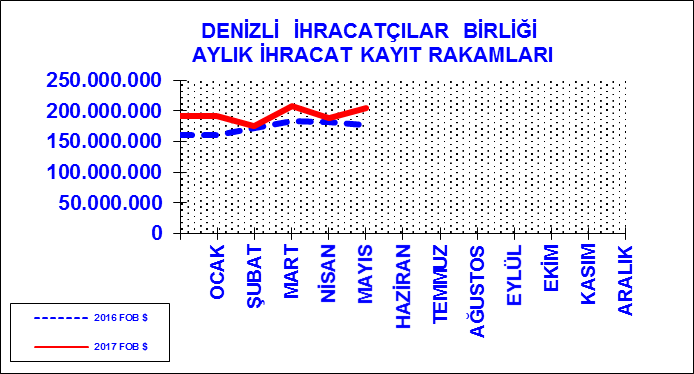 DENİZLİ İHRACATÇILAR BİRLİĞİ
AYLIK İHRACAT KAYIT RAKAMLARI
250.000.000
200.000.000
150.000.000
100.000.000
50.000.000
0
OCAK
ŞUBAT
MART
NİSAN
MAYIS
HAZİRAN
TEMMUZ
AĞUSTOS
EYLÜL
EKİM
KASIM
ARALIK
2016 FOB $
2017 FOB $